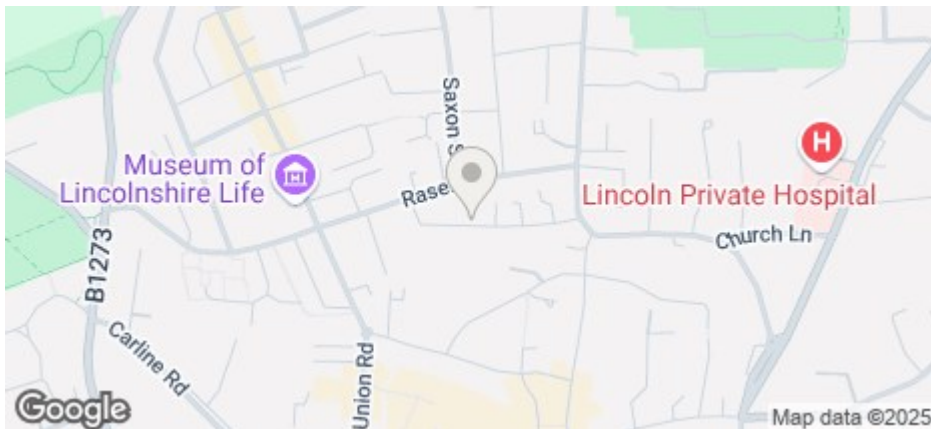 Saxon S
Museum of
Lincolnshire Life
Rase
H
Lincoln Private Hospital
Church Ln
B1273
Carline Rd
Union Rd
Google
Map data ©2025